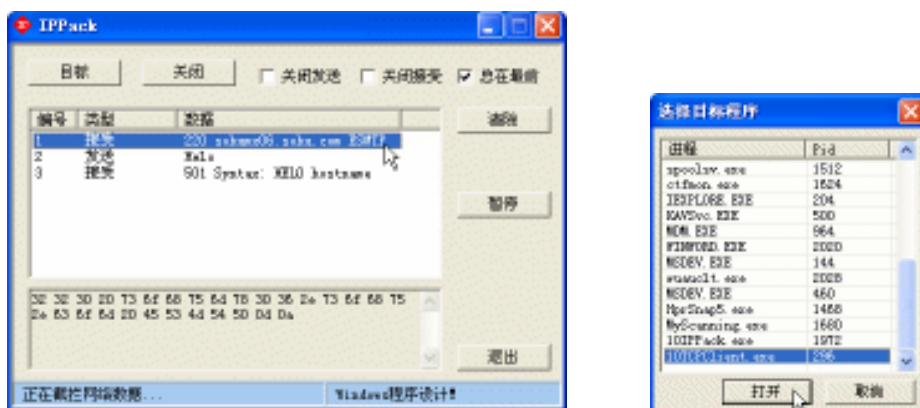 IPPack
目标 关闭 关闭发送 关闭接受 总在最前
编号 类型 数据
1 接受 220 sohumx06.sohu.com ESMTP
2 发送 Helo
3 接受 501 Syntax: HELO hostname
清除
暂停
32 32 30 20 73 6f 68 75 6d 78 30 36 2e 73 6f 68 75
2e 63 6f 6d 20 45 53 4d 54 50 0d 0a
退出
正在截拦网络数据... Windows程序设计!
选择目标程序
进程 Pid
spoolsv.exe 1512
ctfmon.exe 1624
IEXPLORE.EXE 204
KAVSvc.EXE 500
MDM.EXE 964
WINWORD.EXE 2020
MSDEV.EXE 144
wuauclt.exe 2028
MSDEV.EXE 460
HprSnap5.exe 1468
MyScanning.exe 1680
10IPPack.exe 1972
10TCPClient.exe 296
打开 取消